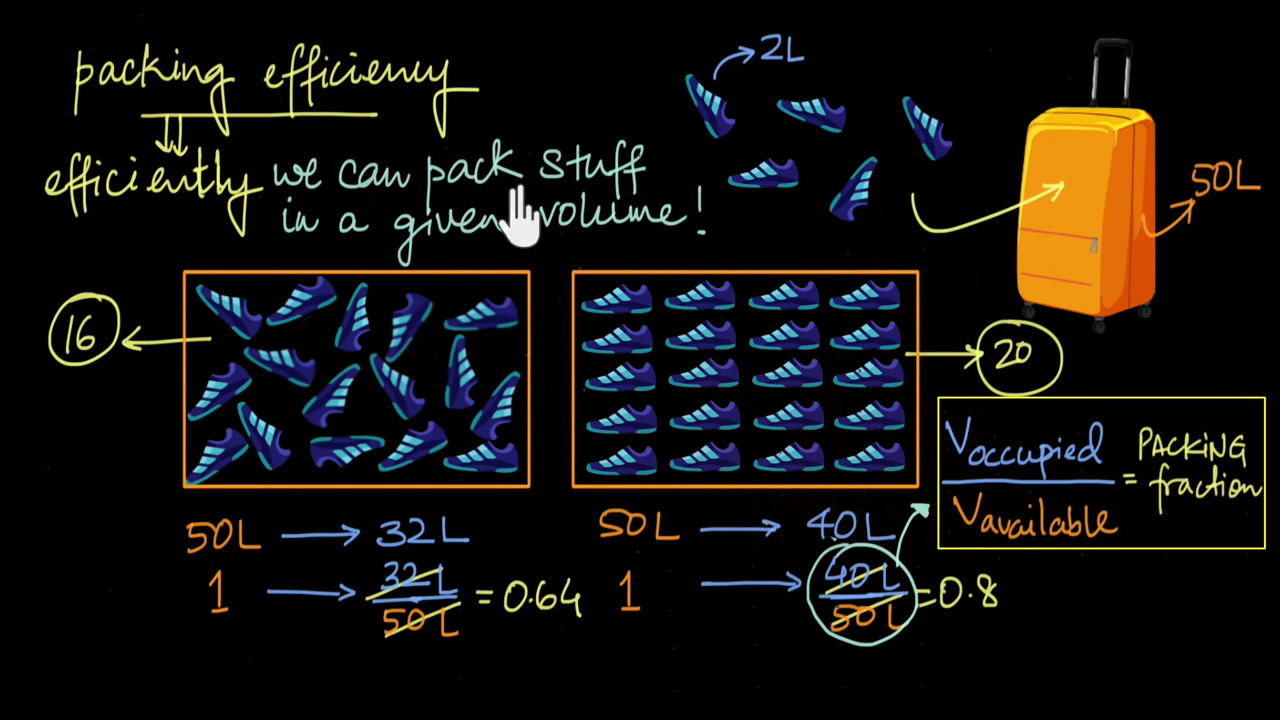 packing efficiency
efficiently we can pack stuff
in a given volume!
2L
50L
16
20
Voccupied
Vavailable
= PACKING
fraction
50L → 32L
1 → 32L
50L
= 0.64
50L → 40L
1 → 40L
50L
= 0.8